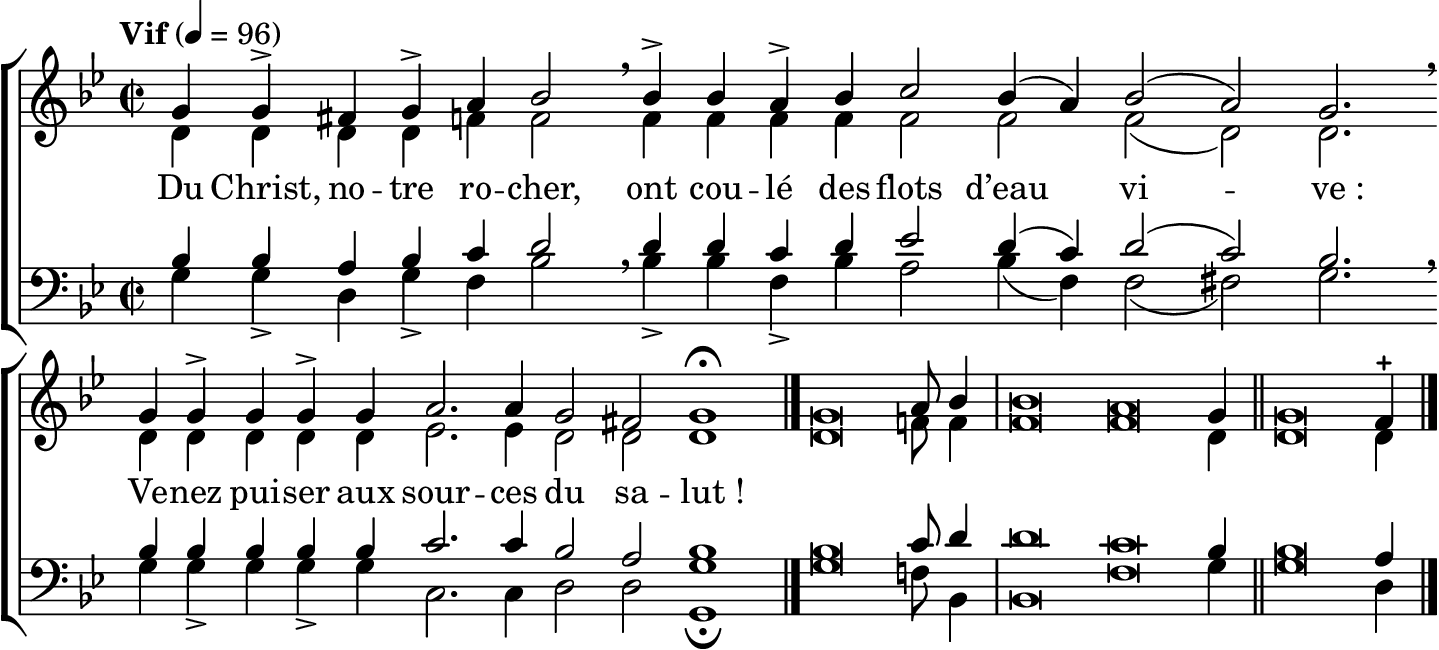 Vif (♩ = 96)
Du Christ, no -- tre ro -- cher, ont cou -- lé des flots d’eau vi -- ve :
Venez puiser aux sour -- ces du sa -- lut !